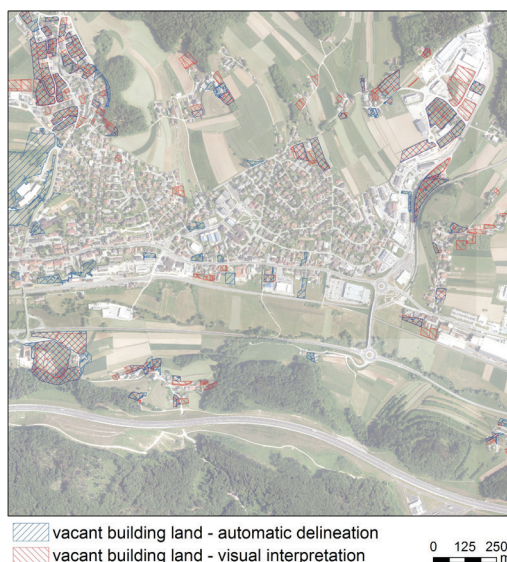 vacant building land - automatic delineation
vacant building land - visual interpretation
0 125 250
m